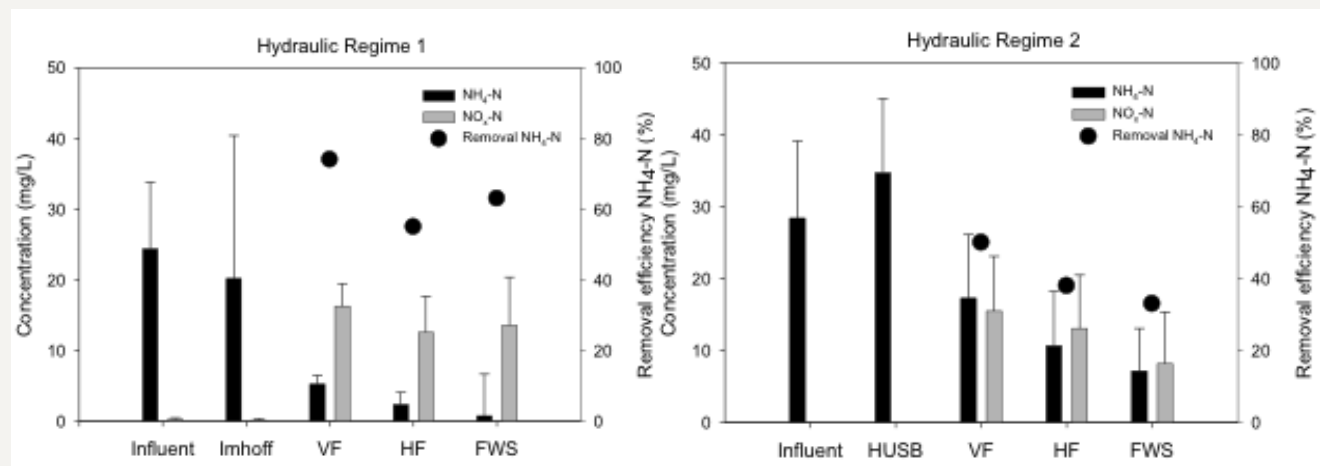 Hydraulic Regime 1
50
40
30
20
10
0
Concentration (mg/L)
NH₄-N
NOₓ-N
Removal NH₄-N
100
80
60
40
20
0
Removal efficiency NH4-N (%)
Influent Imhoff VF HF FWS
Hydraulic Regime 2
50
40
30
20
10
0
Concentration (mg/L)
NH₄-N
NOₓ-N
Removal NH₄-N
100
80
60
40
20
0
Removal efficiency NH4-N (%)
Influent HUSB VF HF FWS